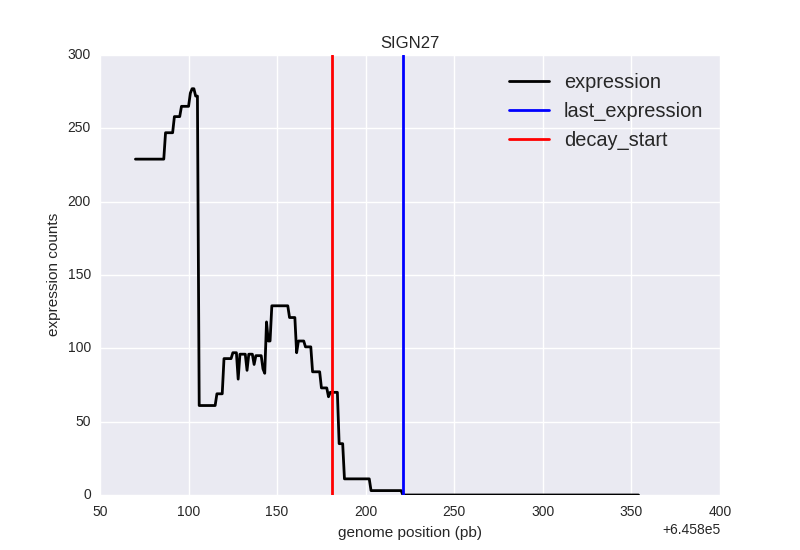 SIGN27
300
250
200
150
100
50
0
expression counts
expression
last_expression
decay_start
50 100 150 200 250 300 350 400
+6.458e5
genome position (pb)